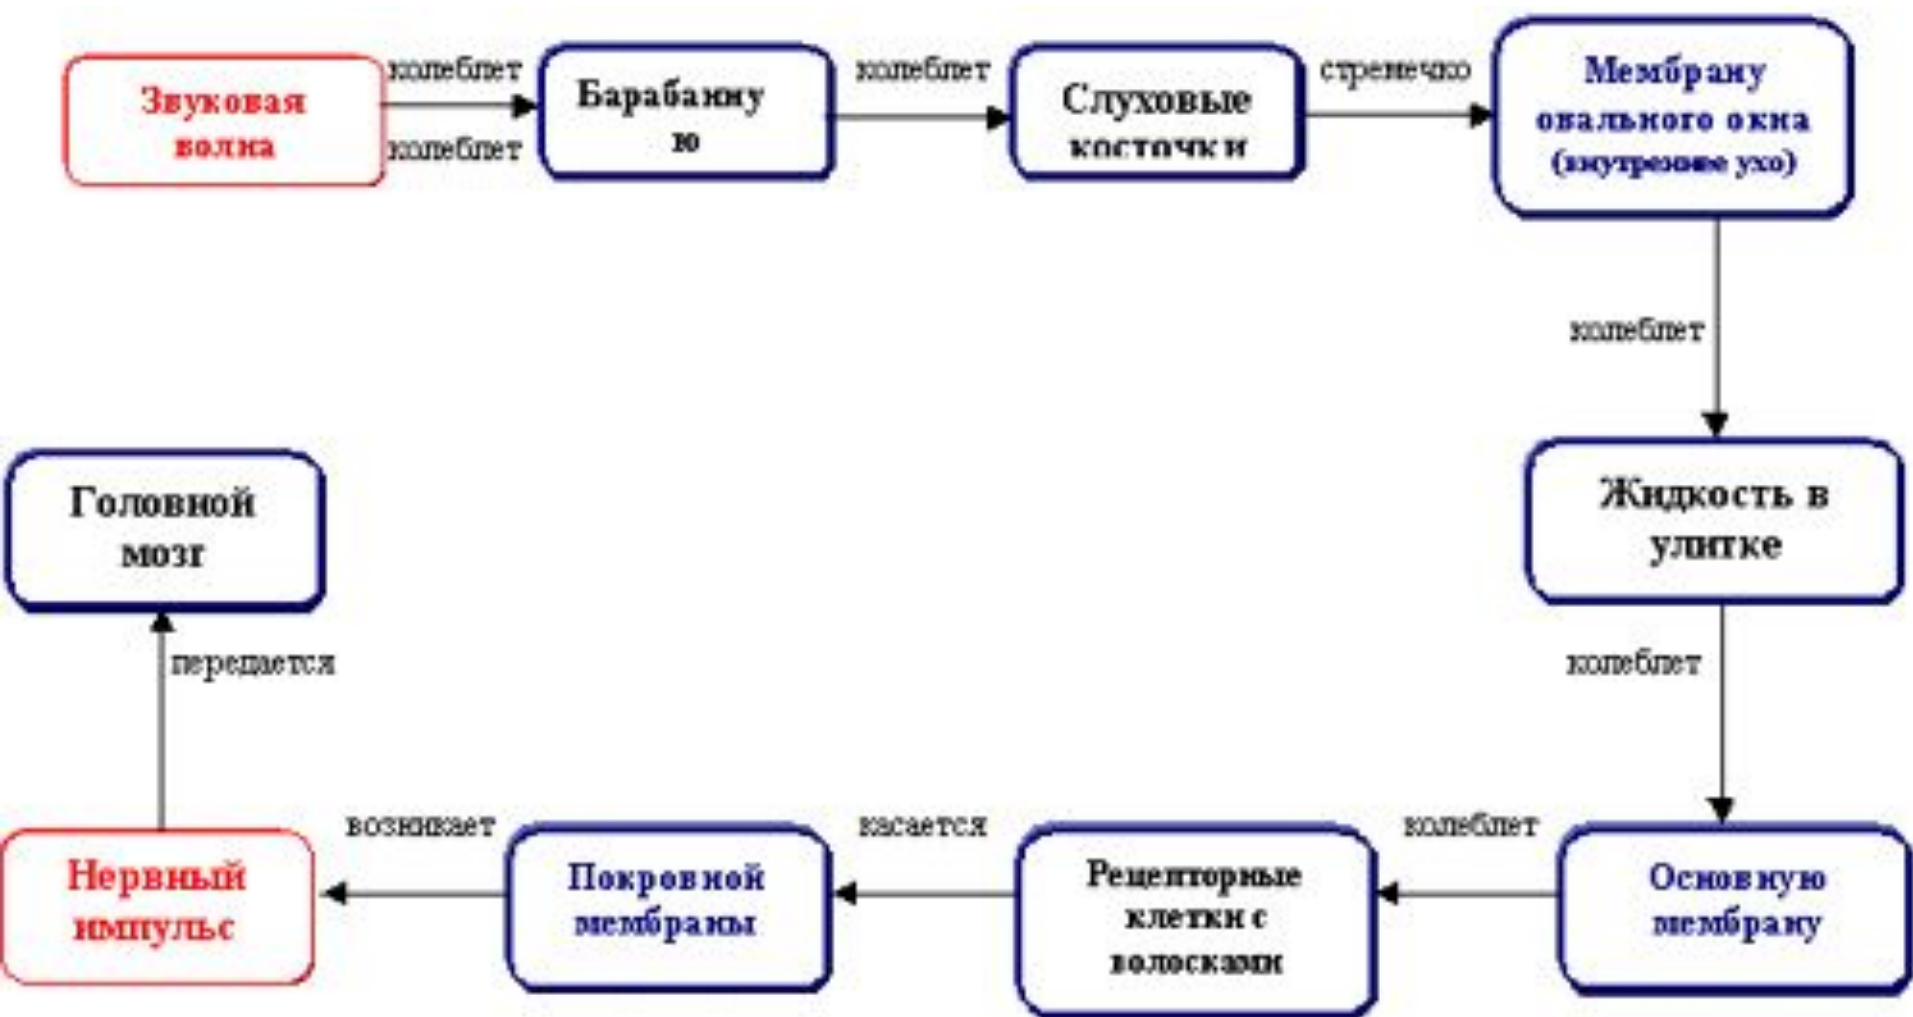 Звуковая
волна
колеблет
колеблет
Барабанну
ю
колеблет
Слуховые
косточки
стремечко
Мембрану
овального окна
(внутреннее ухо)
колеблет
Жидкость в
улитке
колеблет
Основную
мембрану
колеблет
Рецепторные
клетки с
волосками
касается
Покровной
мембраны
возникает
Нервный
импульс
передается
Головной
мозг